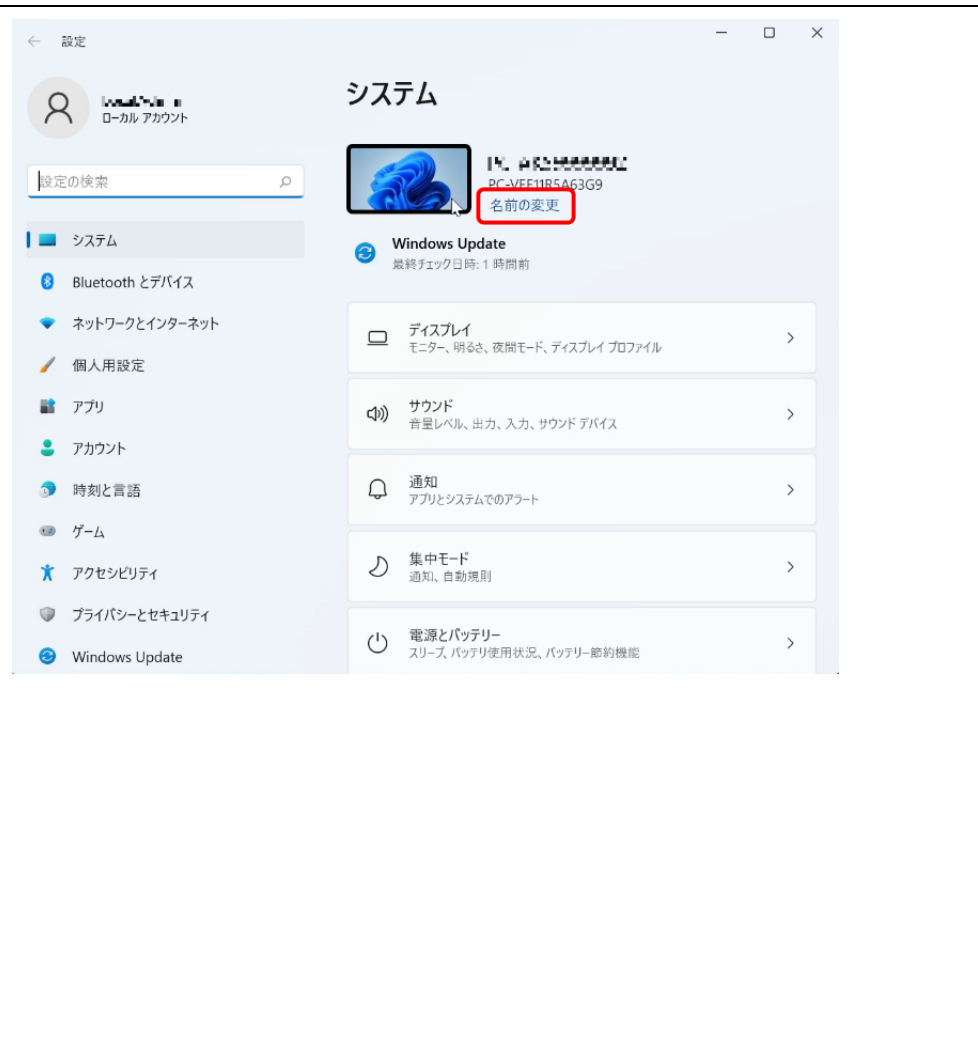 設定
ローカル アカウント
設定の検索
システム
Bluetooth とデバイス
ネットワークとインターネット
個人用設定
アプリ
アカウント
時刻と言語
ゲーム
アクセシビリティ
プライバシーとセキュリティ
Windows Update
システム
PC-VEF11R5A63G9
名前の変更
Windows Update
最終チェック日時: 1 時間前
ディスプレイ
モニター、明るさ、夜間モード、ディスプレイ プロファイル
サウンド
音量レベル、出力、入力、サウンド デバイス
通知
アプリとシステムでのアラート
集中モード
通知、自動規則
電源とバッテリー
スリープ、バッテリ使用状況、バッテリー節約機能